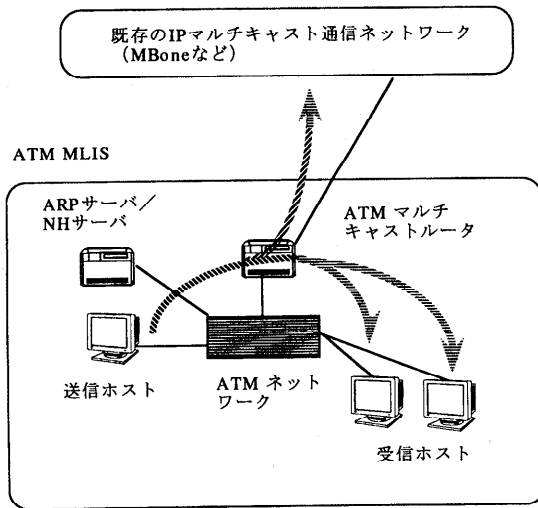 既存のIPマルチキャスト通信ネットワーク
(MBoneなど)
ATM MLIS
ARPサーバ/
NHサーバ
ATM マルチ
キャストルータ
送信ホスト
ATM ネット
ワーク
受信ホスト